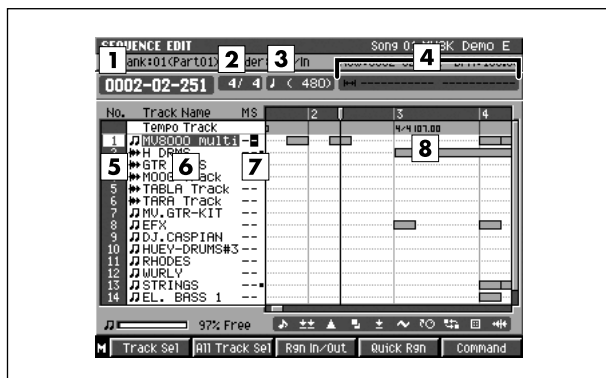 SEQUENCE EDIT Song 01 MV8K Demo E
1 2 3 4
ank:01(Part01) /In
0002-02-251 4/ 4 ♩ ( 480)
No. Track Name MS 2 3 4
Tempo Track 4/4 107.00
1 MV8000 multi
H DRMS
5 6 7 8
GTR
MOOG
5 TABLA Track --
6 TARA Track --
7 MV.GTR-KIT --
8 EFX --
9 DJ.CASPIAN --
10 HUEY-DRUMS#3 --
11 RHODES --
12 WURLY --
13 STRINGS --
14 EL. BASS 1 --
97% Free
M Track Sel All Track Sel Rgn In/Out Quick Rgn Command